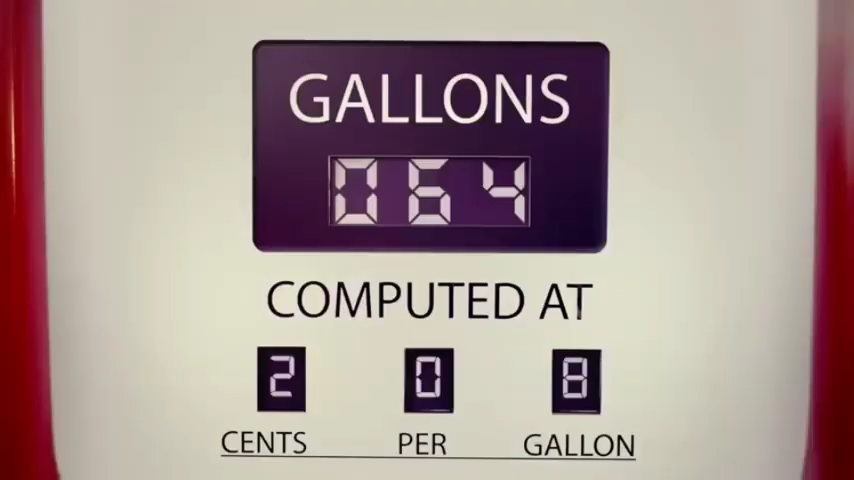 GALLONS
064
COMPUTED AT
2 0 8
CENTS PER GALLON